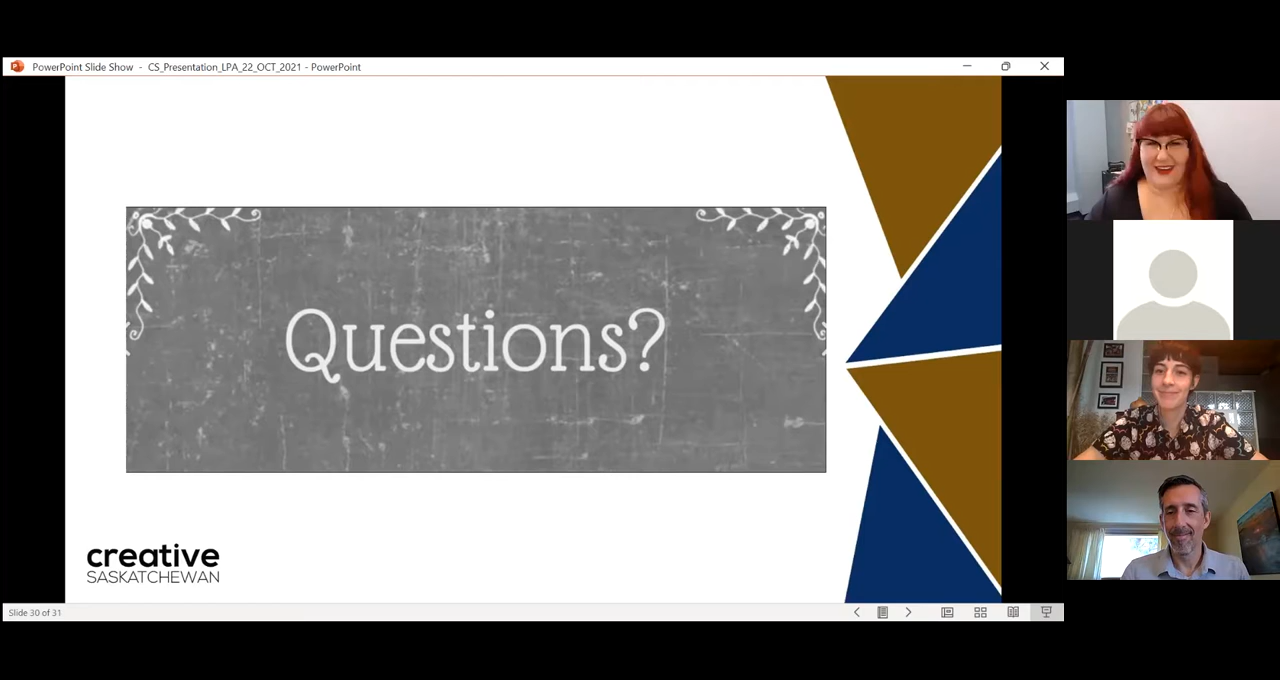 PowerPoint Slide Show - CS_Presentation_LPA_22_OCT_2021 - PowerPoint
Questions?
creative
SASKATCHEWAN
Slide 30 of 31